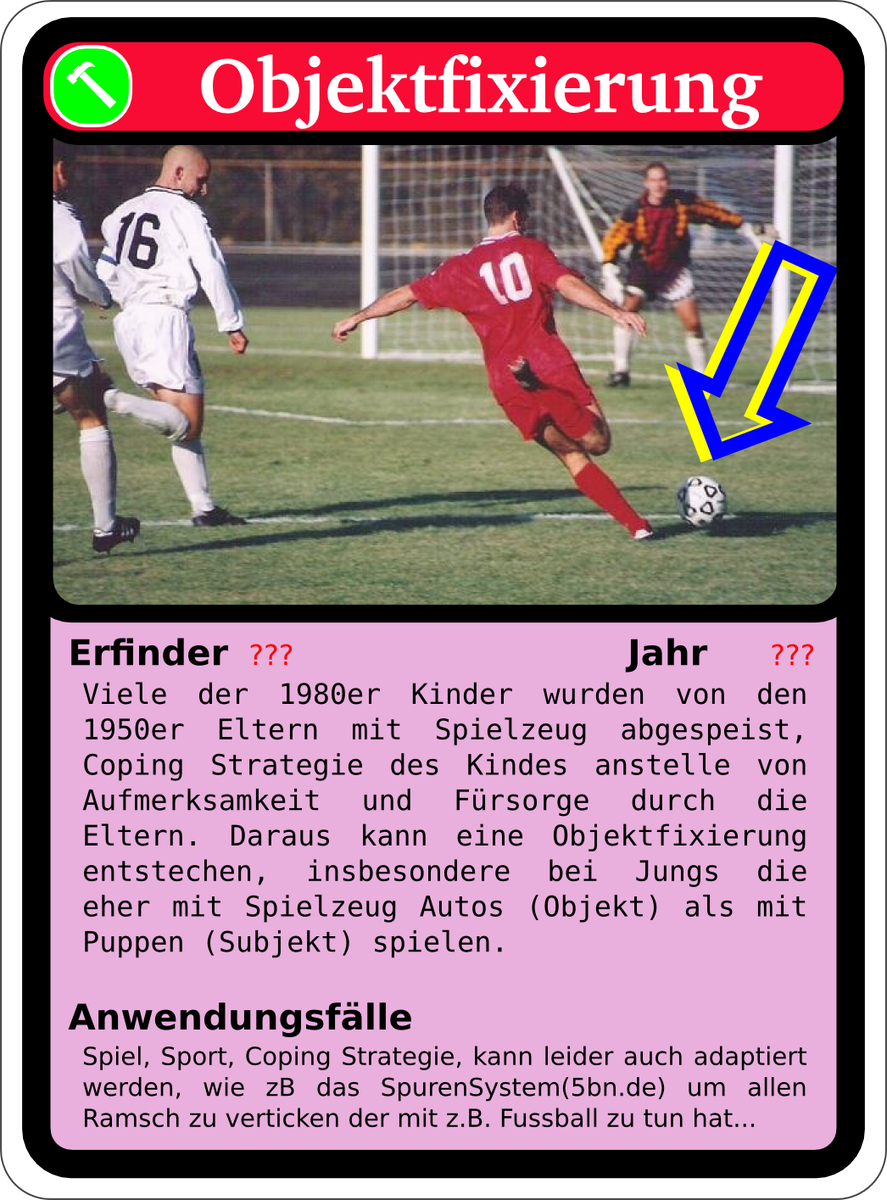 Objektfixierung
16
10
Erfinder ??? Jahr ???
Viele der 1980er Kinder wurden von den
1950er Eltern mit Spielzeug abgespeist,
Coping Strategie des Kindes anstelle von
Aufmerksamkeit und Fürsorge durch die
Eltern. Daraus kann eine Objektfixierung
entstechen, insbesondere bei Jungs die
eher mit Spielzeug Autos (Objekt) als mit
Puppen (Subjekt) spielen.
Anwendungsfälle
Spiel, Sport, Coping Strategie, kann leider auch adaptiert
werden, wie zB das SpurenSystem(5bn.de) um allen
Ramsch zu verticken der mit z.B. Fussball zu tun hat...